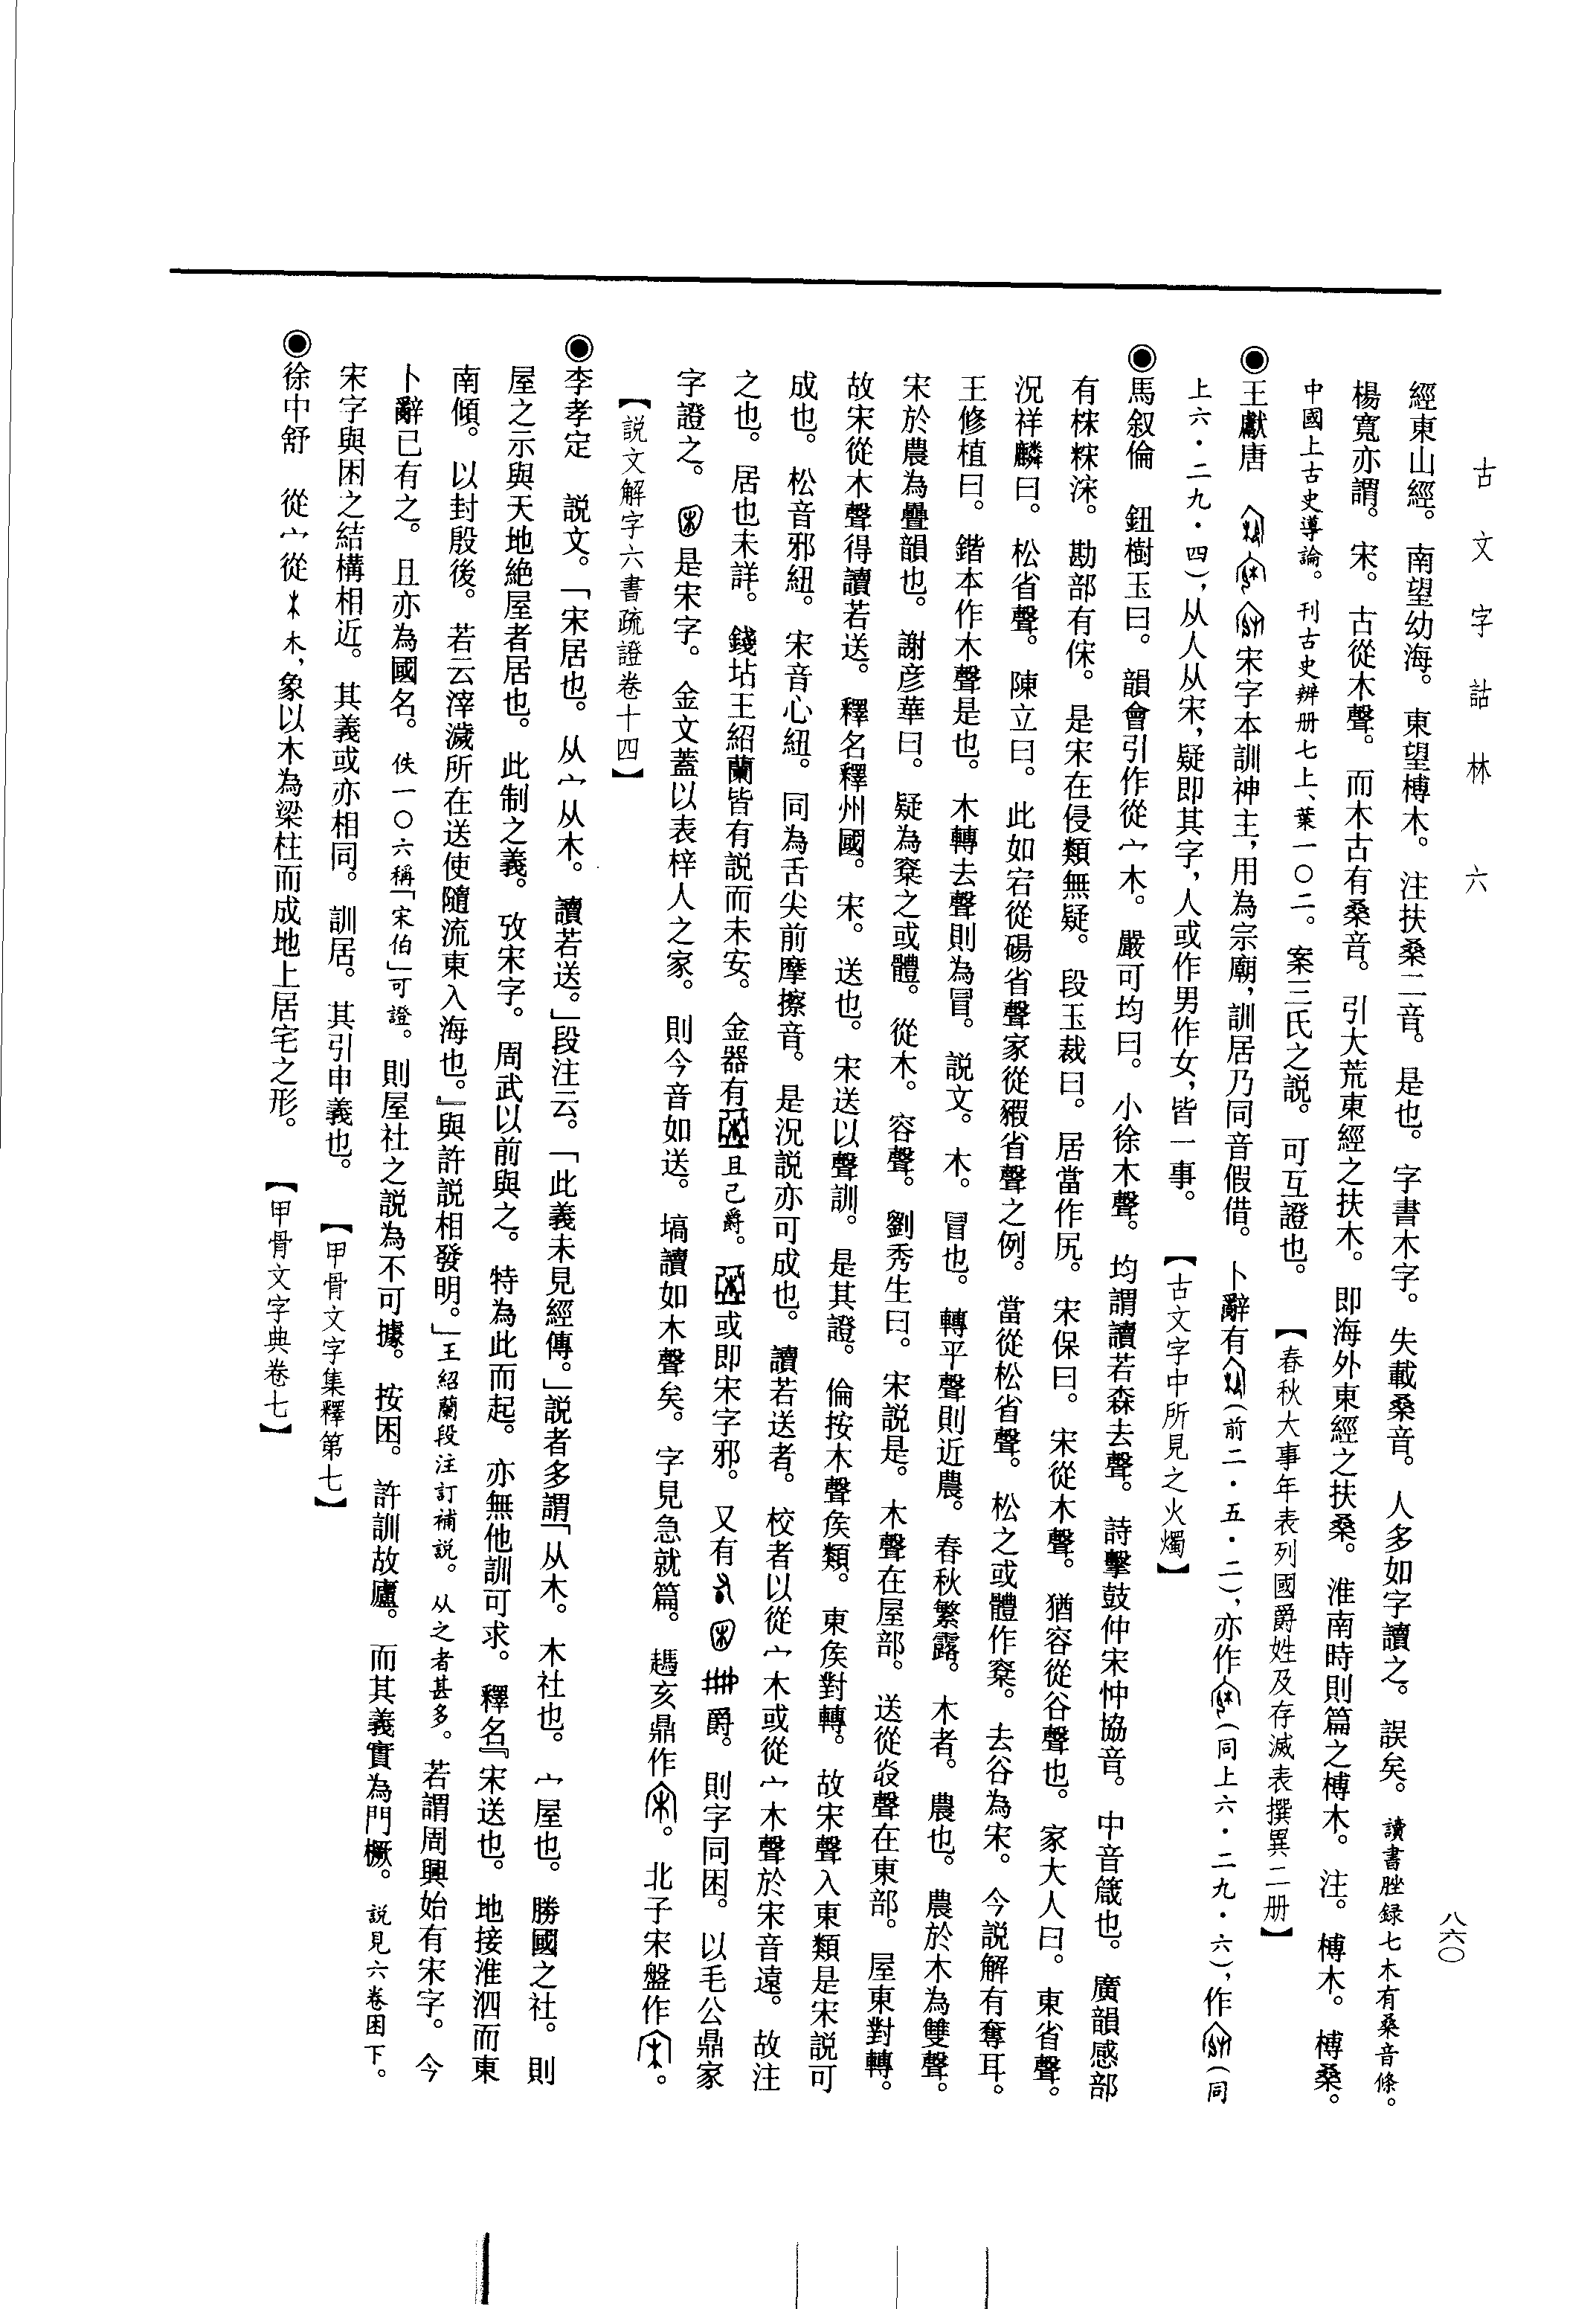 古文字詁林 六
八六〇
經東山經。南望幼海。東望榑木。注扶桑二音。是也。字書木字。失載桑音。人多如字讀之。誤矣。讀書脞録七木有桑音條。
楊寬亦謂。宋。古從木聲。而木古有桑音。引大荒東經之扶木。即海外東經之扶桑。淮南時則篇之榑木。注。榑木。榑桑。
中國上古史導論。刊古史辨册七上、葉一〇二。案三氏之説。可互證也。【春秋大事年表列國爵姓及存滅表撰異二册】
◉王獻唐 宋字本訓神主，用為宗廟，訓居乃同音假借。卜辭有（前二·五·二），亦作（同上六·二九·六），作（同
上六·二九·四），从人从宋，疑即其字，人或作男作女，皆一事。【古文字中所見之火燭】
◉馬叙倫 鈕樹玉曰。韻會引作從宀木。嚴可均曰。小徐木聲。均謂讀若森去聲。詩擊鼓仲宋忡協音。中音箴也。廣韻感部
有。勘部有。是宋在侵類無疑。段玉裁曰。居當作凥。宋保曰。宋從木聲。猶容從谷聲也。家大人曰。東省聲。
況祥麟曰。松省聲。陳立曰。此如宕從碭省聲家從豭省聲之例。當從松省聲。松之或體作㮤。去谷為宋。今説解有奪耳。
王修植曰。鍇本作木聲是也。木轉去聲則為冒。説文。木。冒也。轉平聲則近農。春秋繁露。木者。農也。農於木為雙聲。
宋於農為疊韻也。謝彦華曰。疑為㮤之或體。從木。容聲。劉秀生曰。宋説是。木聲在屋部。送從㑞聲在東部。屋東對轉。
故宋從木聲得讀若送。釋名釋州國。宋。送也。宋送以聲訓。是其證。倫按木聲矦類。東矦對轉。故宋聲入東類是宋説可
成也。松音邪紐。宋音心紐。同為舌尖前摩擦音。是況説亦可成也。讀若送者。校者以從宀木或從宀木聲於宋音遠。故注
之也。居也未詳。錢坫王紹蘭皆有説而未安。金器有且己爵。或即宋字邪。又有爵。則字同困。以毛公鼎家
字證之。是宋字。金文蓋以表梓人之家。則今音如送。塙讀如木聲矣。字見急就篇。趞亥鼎作。北子宋盤作。
【説文解字六書疏證卷十四】
◉李孝定 説文。「宋居也。从宀从木。讀若送。」段注云。「此義未見經傳。」説者多謂「从木。木社也。宀屋也。勝國之社。則
屋之示與天地絶屋者居也。此制之義。攷宋字。周武以前與之。特為此而起。亦無他訓可求。釋名『宋送也。地接淮泗而東
南傾。以封殷後。若云滓濊所在送使隨流東入海也。』與許説相發明。」王紹蘭段注訂補説。从之者甚多。若謂周興始有宋字。今
卜辭已有之。且亦為國名。佚一〇六稱「宋伯」可證。則屋社之説為不可據。按困。許訓故廬。而其義實為門橛。説見六卷困下。
宋字與困之結構相近。其義或亦相同。訓居。其引申義也。【甲骨文字集釋第七】
◉徐中舒 從宀從木，象以木為梁柱而成地上居宅之形。【甲骨文字典卷七】